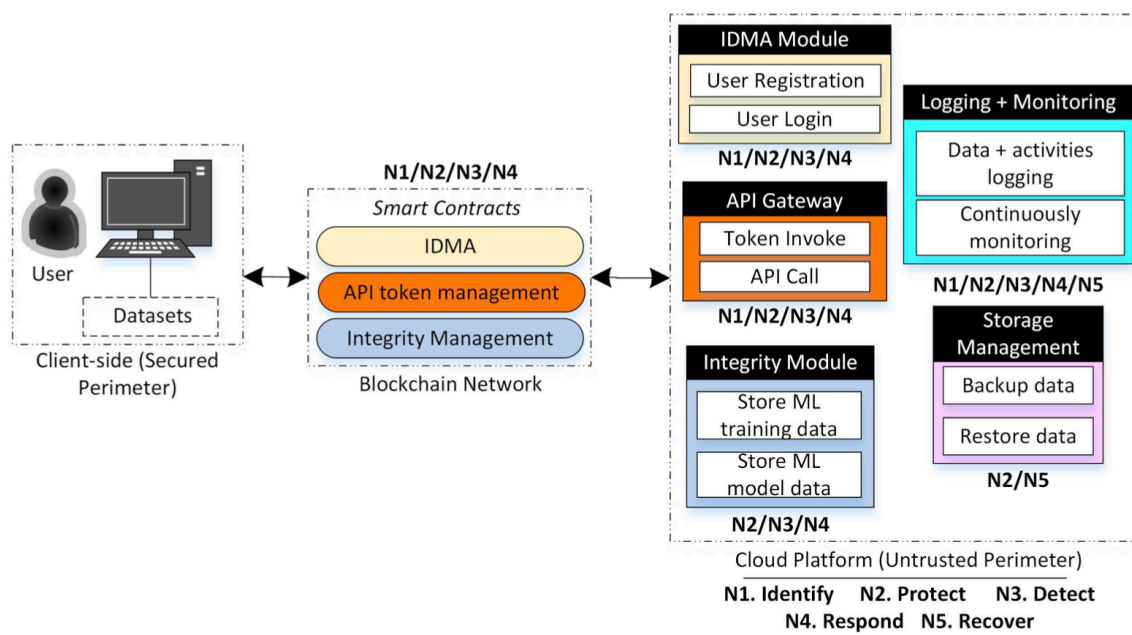 User
Datasets
Client-side (Secured
Perimeter)
N1/N2/N3/N4
Smart Contracts
IDMA
API token management
Integrity Management
Blockchain Network
IDMA Module
User Registration
User Login
N1/N2/N3/N4
API Gateway
Token Invoke
API Call
N1/N2/N3/N4
Integrity Module
Store ML
training data
Store ML
model data
N2/N3/N4
Logging + Monitoring
Data + activities
logging
Continuously
monitoring
N1/N2/N3/N4/N5
Storage
Management
Backup data
Restore data
N2/N5
Cloud Platform (Untrusted Perimeter)
N1. Identify N2. Protect N3. Detect
N4. Respond N5. Recover